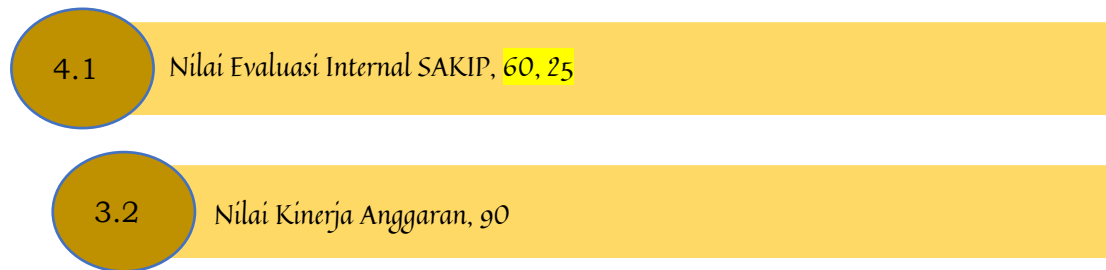 4.1 Nilai Evaluasi Internal SAKIP, 60, 25
3.2 Nilai Kinerja Anggaran, 90